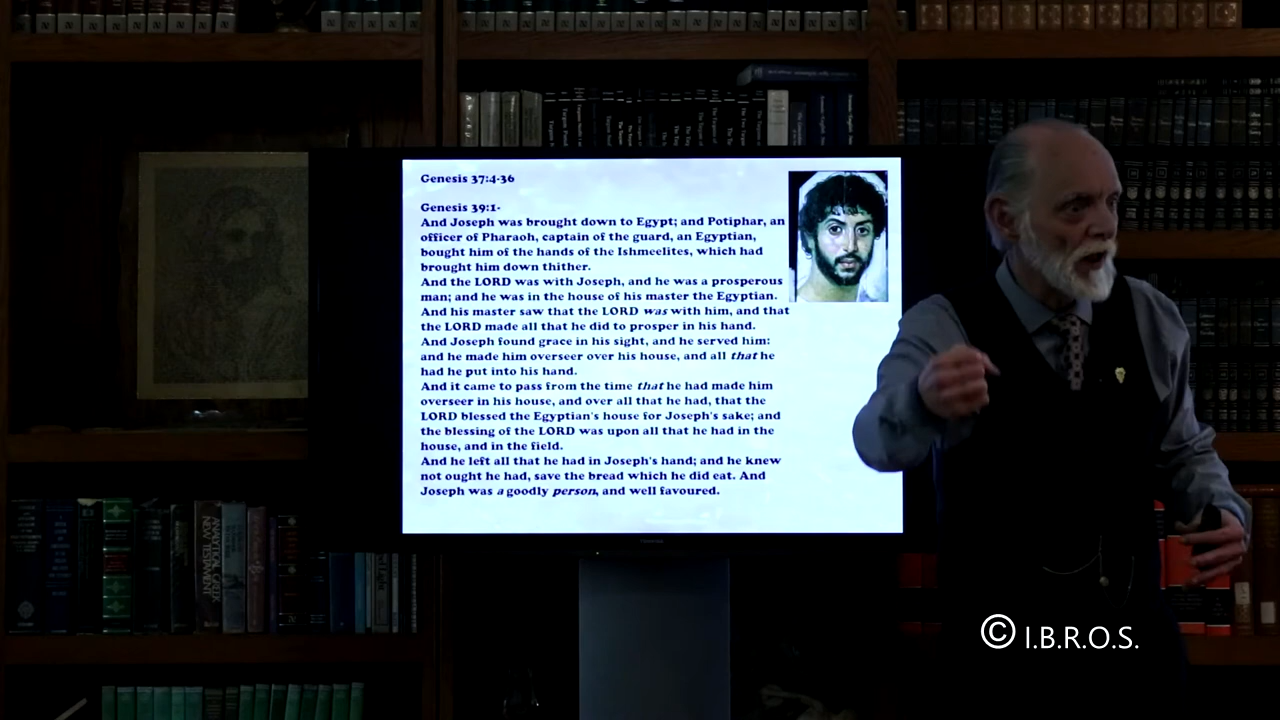 Genesis 37:4-36
Genesis 39:1-
And Joseph was brought down to Egypt; and Potiphar, an
officer of Pharaoh, captain of the guard, an Egyptian,
bought him of the hands of the Ishmeelites, which had
brought him down thither.
And the LORD was with Joseph, and he was a prosperous
man; and he was in the house of his master the Egyptian.
And his master saw that the LORD was with him, and that
the LORD made all that he did to prosper in his hand.
And Joseph found grace in his sight, and he served him:
and he made him overseer over his house, and all that he
had he put into his hand.
And it came to pass from the time that he had made him
overseer in his house, and over all that he had, that the
LORD blessed the Egyptian's house for Joseph's sake; and
the blessing of the LORD was upon all that he had in the
house, and in the field.
And he left all that he had in Joseph's hand; and he knew
not ought he had, save the bread which he did eat. And
Joseph was a goodly person, and well favoured.
ANALYTICAL GREEK
NEW TESTAMENT
© I.B.R.O.S.